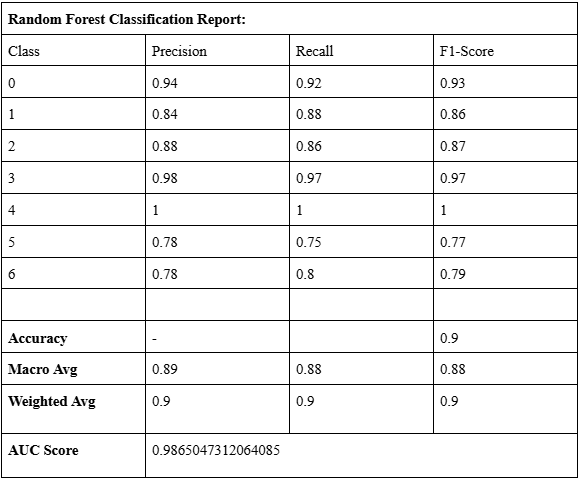 Random Forest Classification Report:
Class Precision Recall F1-Score
0 0.94 0.92 0.93
1 0.84 0.88 0.86
2 0.88 0.86 0.87
3 0.98 0.97 0.97
4 1 1 1
5 0.78 0.75 0.77
6 0.78 0.8 0.79
Accuracy - 0.9
Macro Avg 0.89 0.88 0.88
Weighted Avg 0.9 0.9 0.9
AUC Score 0.9865047312064085